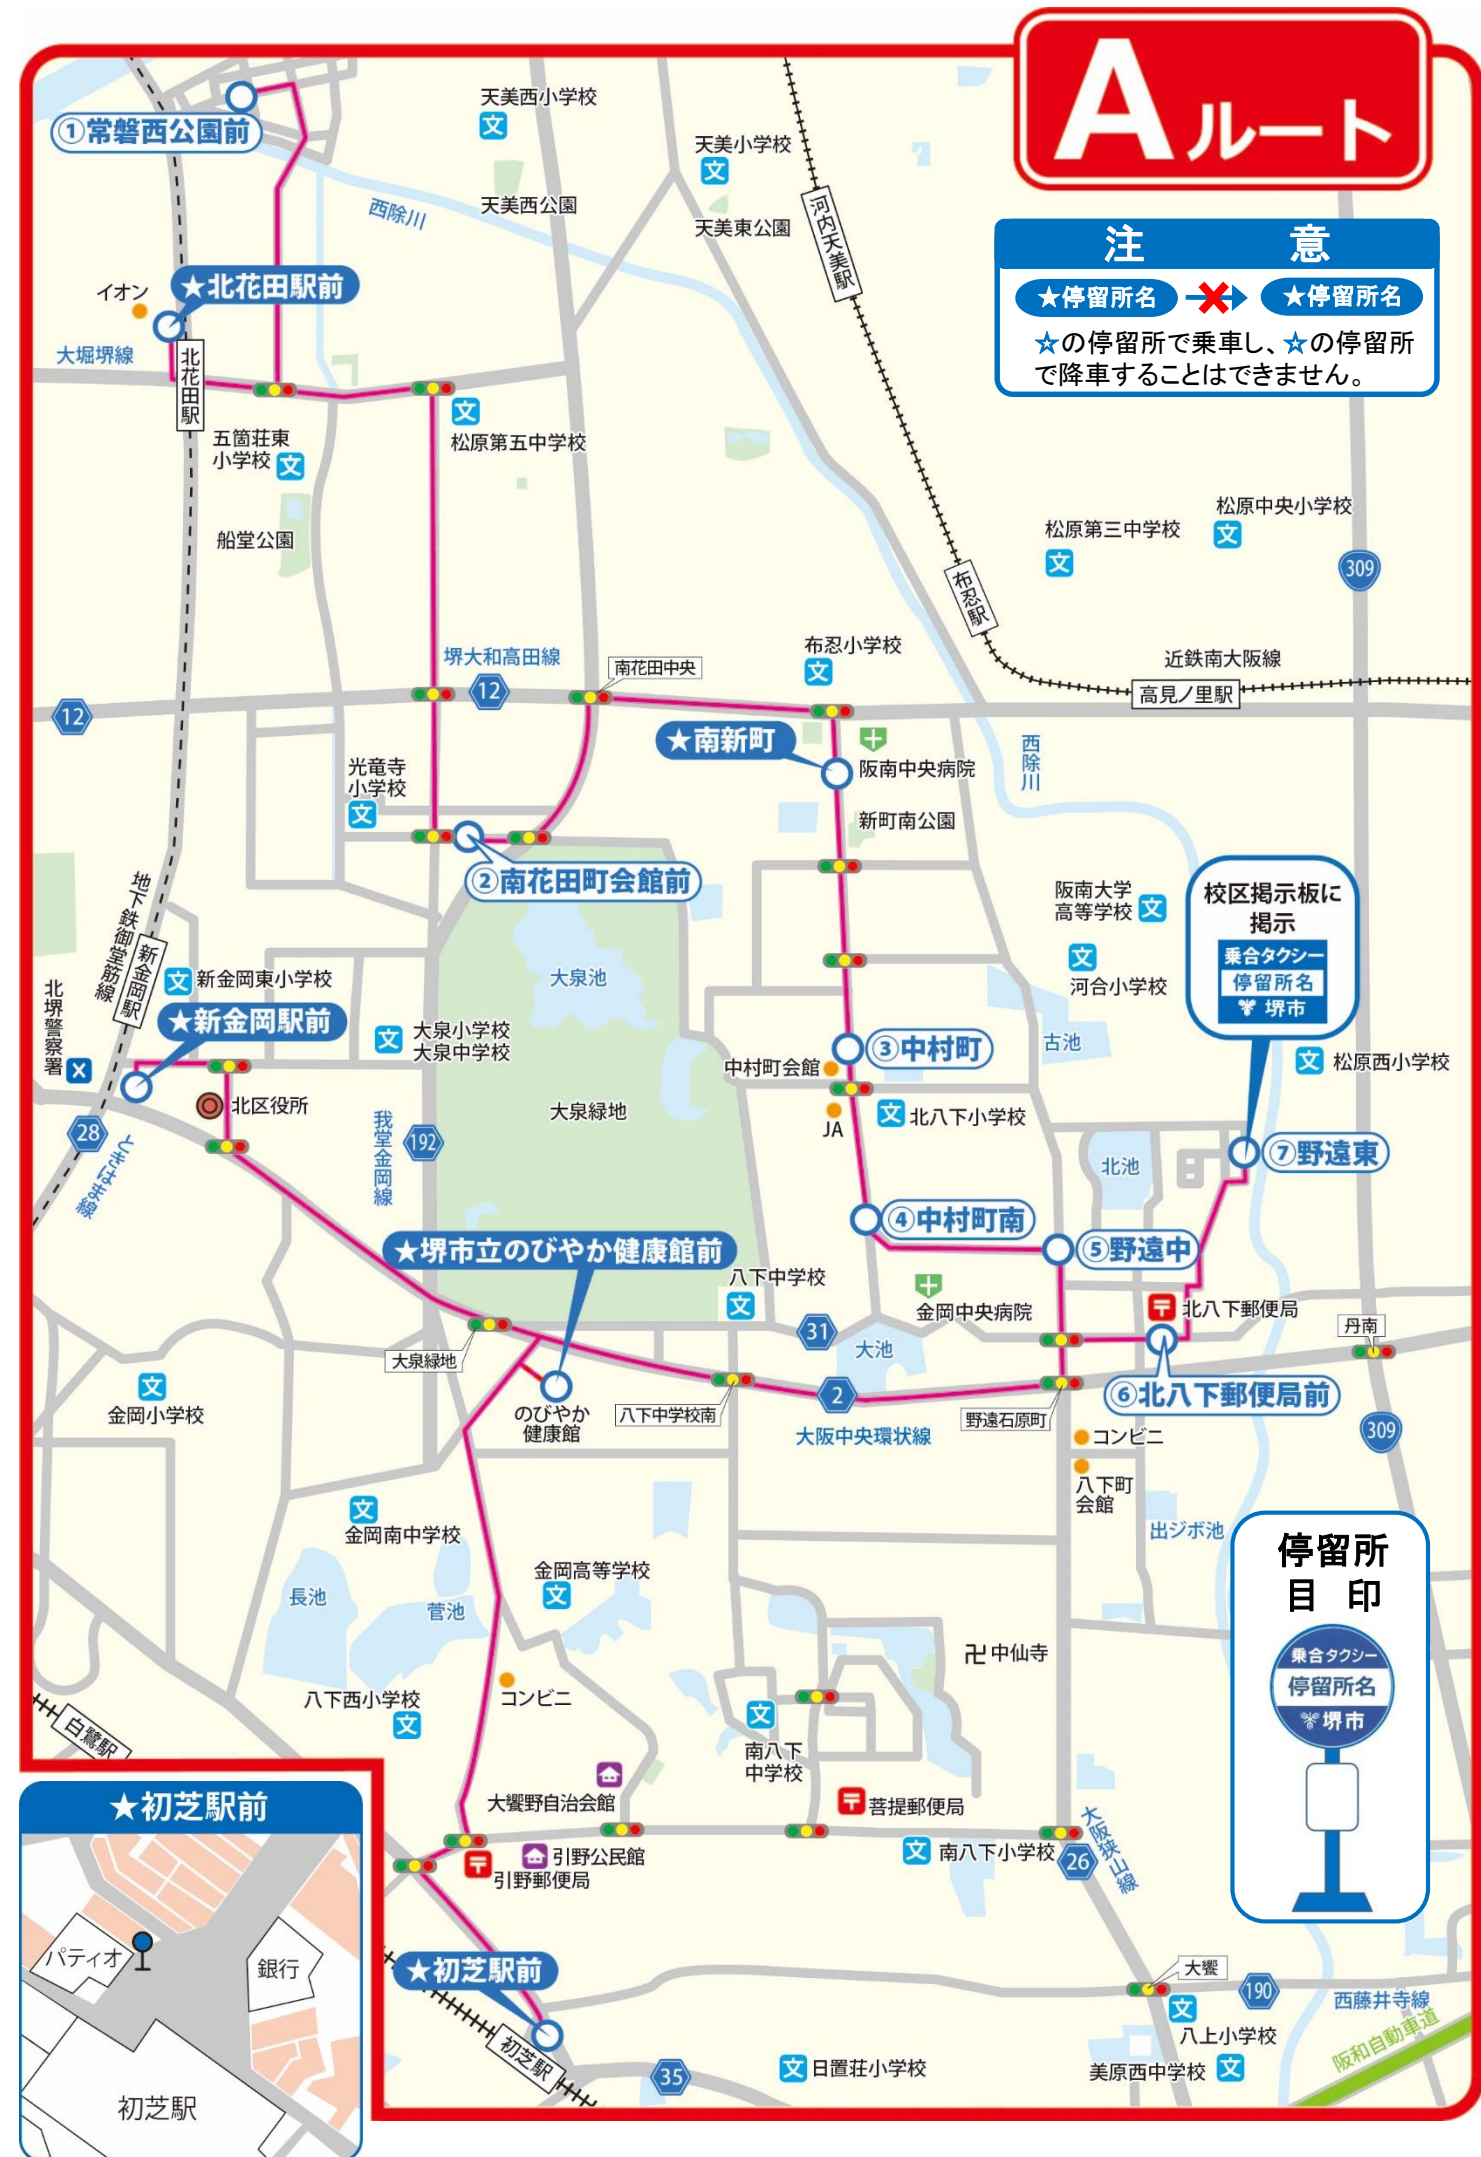 Aルート
注意
★停留所名
★停留所名
☆の停留所で乗車し、☆の停留所
で降車することはできません。
①常磐西公園前
天美西小学校
文
天美小学校
文
西除川
天美西公園
天美東公園
河内天美駅
イオン
★北花田駅前
大堀堺線
北花田駅
五箇荘東
小学校
文
文
松原第五中学校
船堂公園
松原第三中学校
文
松原中央小学校
文
309
布忍駅
堺大和高田線
12
12
南花田中央
布忍小学校
文
近鉄南大阪線
高見ノ里駅
★南新町
阪南中央病院
西除川
光竜寺
小学校
文
新町南公園
②南花田町会館前
地下鉄御堂筋線
新金岡駅
文
新金岡東小学校
大泉池
阪南大学
高等学校
文
文
河合小学校
校区掲示板に
掲示
乗合タクシー
停留所名
堺市
北堺警察署
X
★新金岡駅前
文
大泉小学校
大泉中学校
③中村町
中村町会館
古池
文
松原西小学校
北区役所
大泉緑地
JA
文
北八下小学校
28
ときはま線
我堂金岡線
192
北池
⑦野遠東
④中村町南
⑤野遠中
★堺市立のびやか健康館前
八下中学校
文
金岡中央病院
北八下郵便局
丹南
31
大池
大泉緑地
文
金岡小学校
のびやか
健康館
八下中学校南
2
大阪中央環状線
野遠石原町
⑥北八下郵便局前
309
コンビニ
八下町
会館
文
金岡南中学校
出ジボ池
停留所
目印
乗合タクシー
停留所名
堺市
金岡高等学校
文
長池
菅池
卍中仙寺
八下西小学校
文
コンビニ
文
南八下
中学校
白鷺駅
大饗野自治会館
菩提郵便局
文
南八下小学校
26
大阪狭山線
引野公民館
引野郵便局
★初芝駅前
パティオ
銀行
初芝駅
★初芝駅前
初芝駅
35
文
日置荘小学校
大饗
190
西藤井寺線
文
八上小学校
美原西中学校
文
阪和自動車道